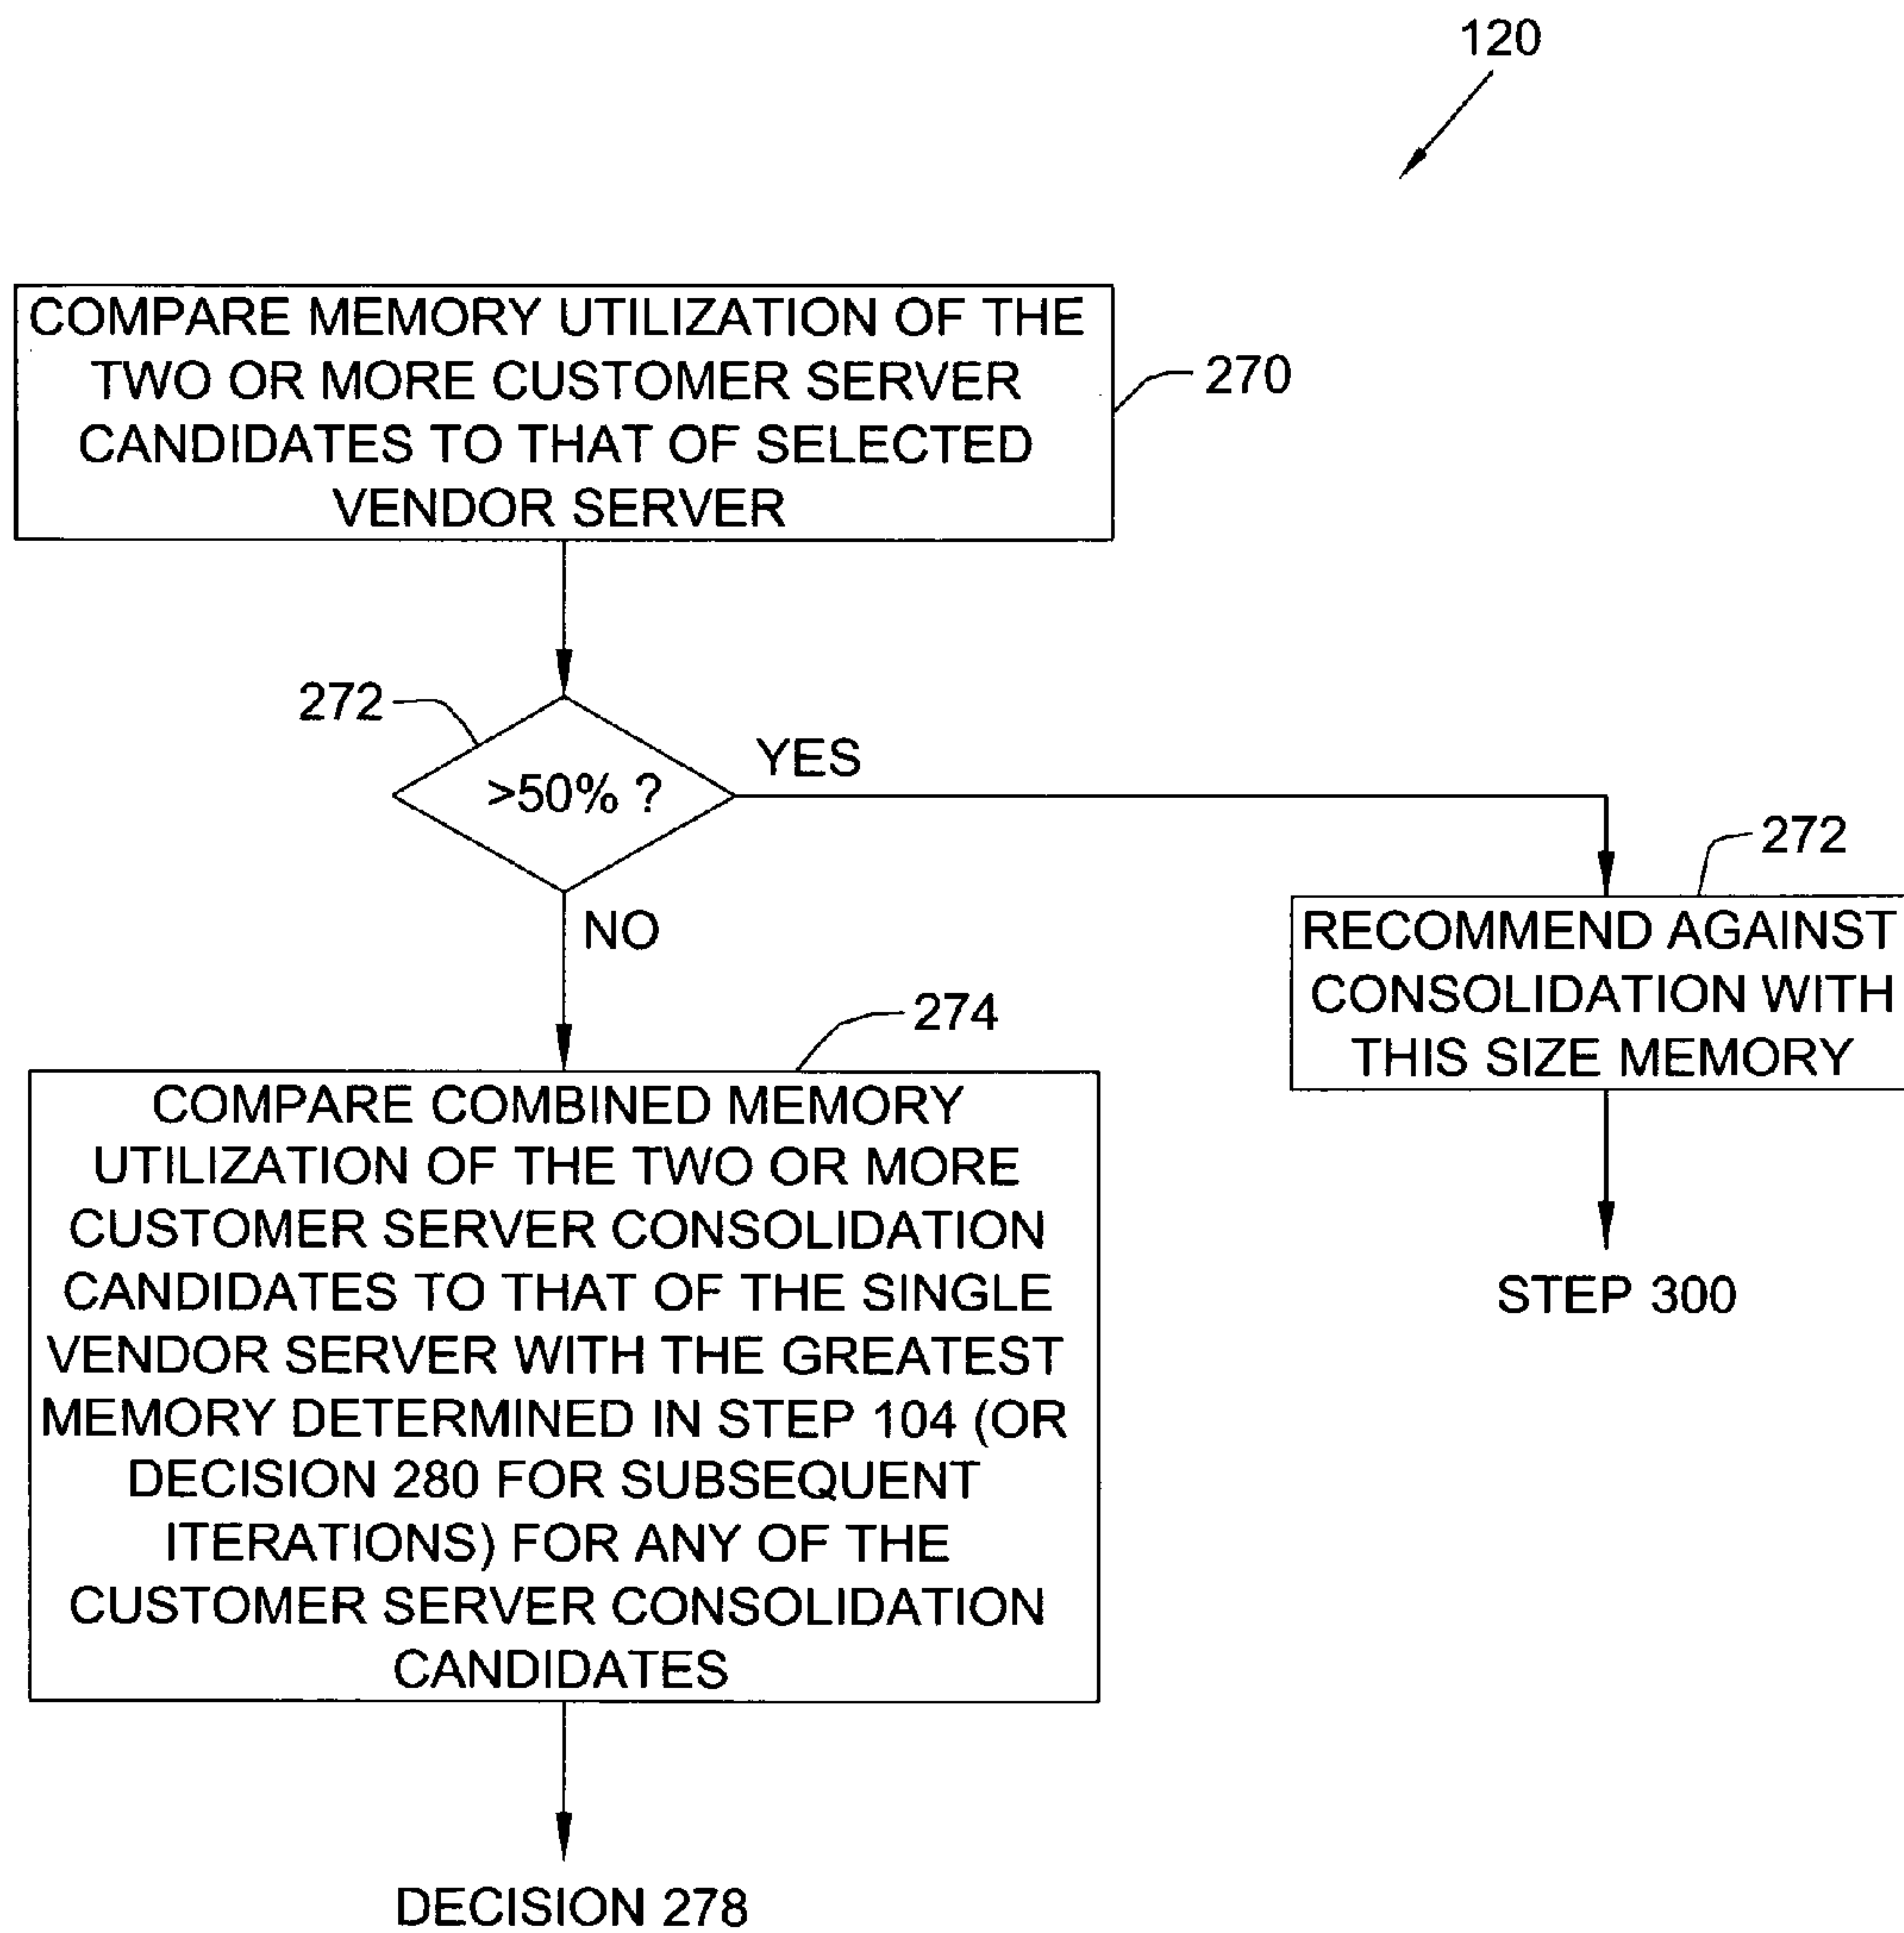 120
COMPARE MEMORY UTILIZATION OF THE
TWO OR MORE CUSTOMER SERVER
CANDIDATES TO THAT OF SELECTED
VENDOR SERVER
270
272
>50% ?
YES
NO
272
RECOMMEND AGAINST
CONSOLIDATION WITH
THIS SIZE MEMORY
STEP 300
274
COMPARE COMBINED MEMORY
UTILIZATION OF THE TWO OR MORE
CUSTOMER SERVER CONSOLIDATION
CANDIDATES TO THAT OF THE SINGLE
VENDOR SERVER WITH THE GREATEST
MEMORY DETERMINED IN STEP 104 (OR
DECISION 280 FOR SUBSEQUENT
ITERATIONS) FOR ANY OF THE
CUSTOMER SERVER CONSOLIDATION
CANDIDATES
DECISION 278